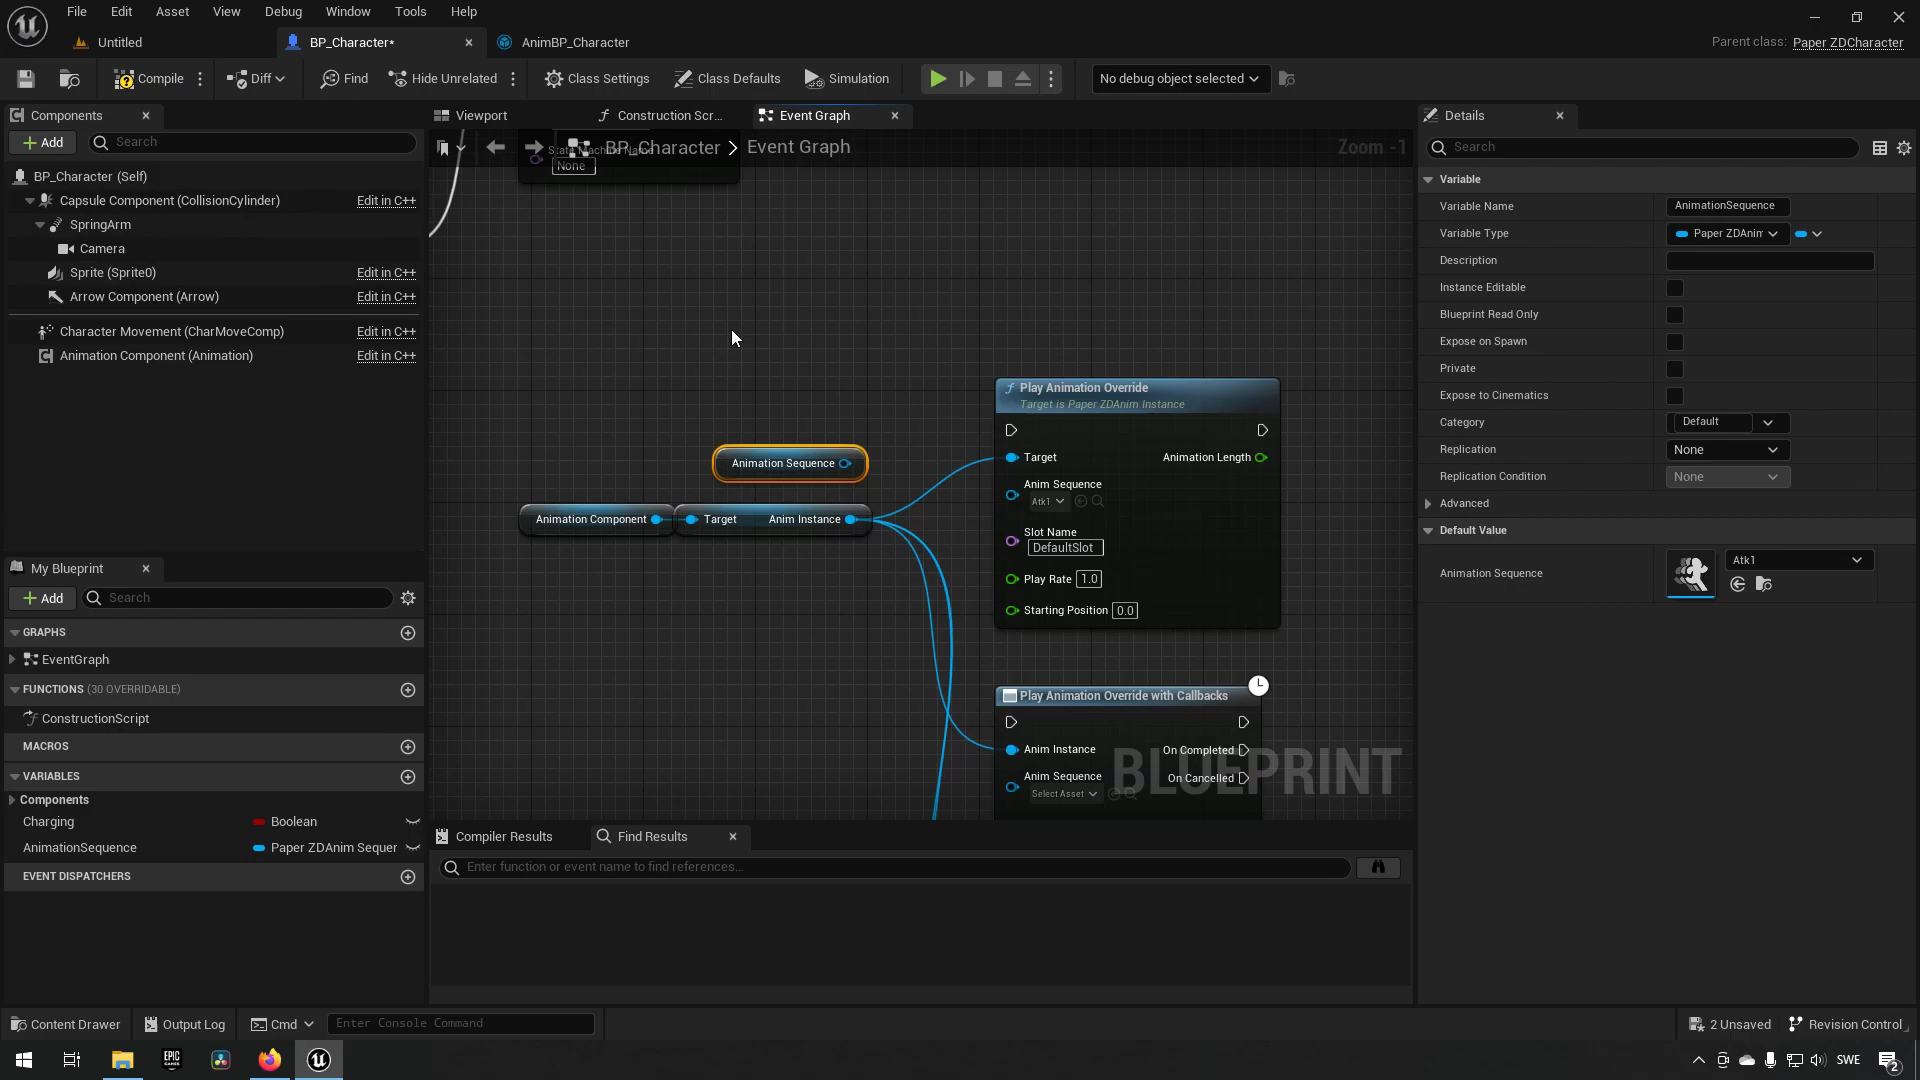 File Edit Asset View Debug Window Tools Help
Untitled
BP_Character*
AnimBP_Character
Parent class: Paper ZDCharacter
Compile
Diff
Find
Hide Unrelated
Class Settings
Class Defaults
Simulation
No debug object selected
Components
Add
Search
BP_Character (Self)
Capsule Component (CollisionCylinder) Edit in C++
SpringArm
Camera
Sprite (Sprite0) Edit in C++
Arrow Component (Arrow) Edit in C++
Character Movement (CharMoveComp) Edit in C++
Animation Component (Animation) Edit in C++
My Blueprint
Add
Search
GRAPHS
EventGraph
FUNCTIONS (30 OVERRIDABLE)
ConstructionScript
MACROS
VARIABLES
Components
Charging Boolean
AnimationSequence Paper ZDAnim Sequer
EVENT DISPATCHERS
Viewport
Construction Scr...
Event Graph
BP_Character > Event Graph
Zoom -1
State Machine Name
None
Animation Sequence
Animation Component
Target Anim Instance
Play Animation Override
Target is Paper ZDAnim Instance
Target Animation Length
Anim Sequence
Atk1
Slot Name
DefaultSlot
Play Rate 1.0
Starting Position 0.0
Play Animation Override with Callbacks
Anim Instance On Completed
Anim Sequence On Cancelled
Select Asset
BLUEPRINT
Compiler Results
Find Results
Enter function or event name to find references...
Details
Search
Variable
Variable Name AnimationSequence
Variable Type Paper ZDAnim
Description
Instance Editable
Blueprint Read Only
Expose on Spawn
Private
Expose to Cinematics
Category Default
Replication None
Replication Condition None
Advanced
Default Value
Animation Sequence Atk1
Content Drawer
Output Log
Cmd
Enter Console Command
2 Unsaved
Revision Control
EPIC
GAMES
SWE
2